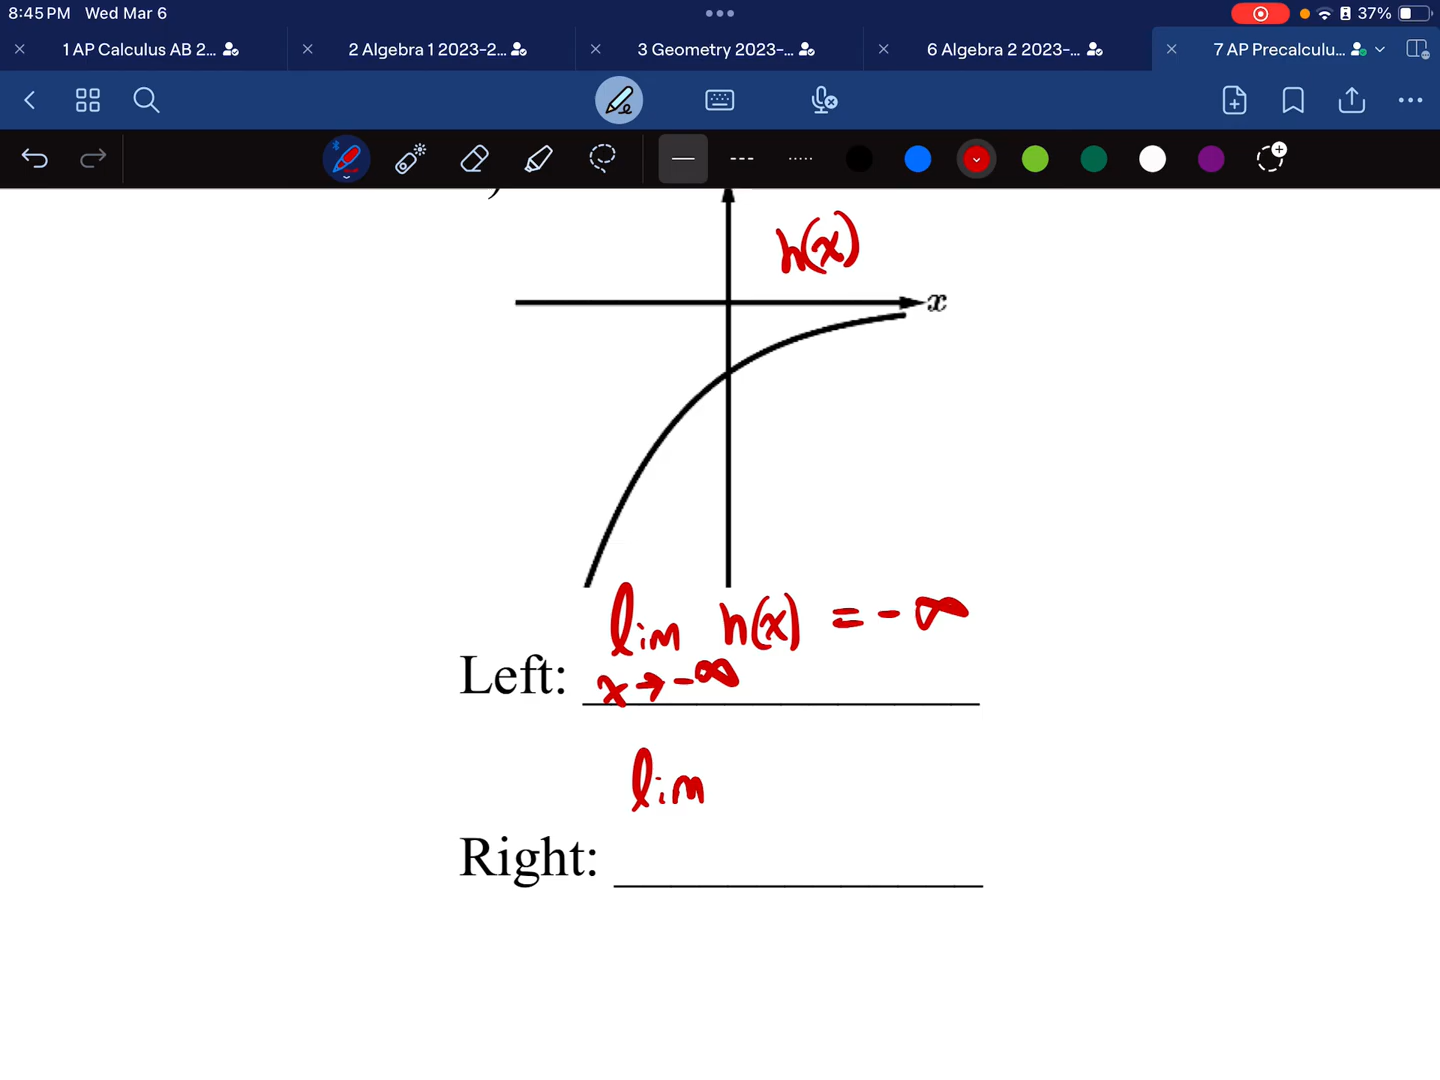 8:45 PM Wed Mar 6
37%
1 AP Calculus AB 2...
2 Algebra 1 2023-2...
3 Geometry 2023-...
6 Algebra 2 2023-...
7 AP Precalculu...
h(x)
x
lim h(x) = - ∞
x → - ∞
Left:
lim
Right: